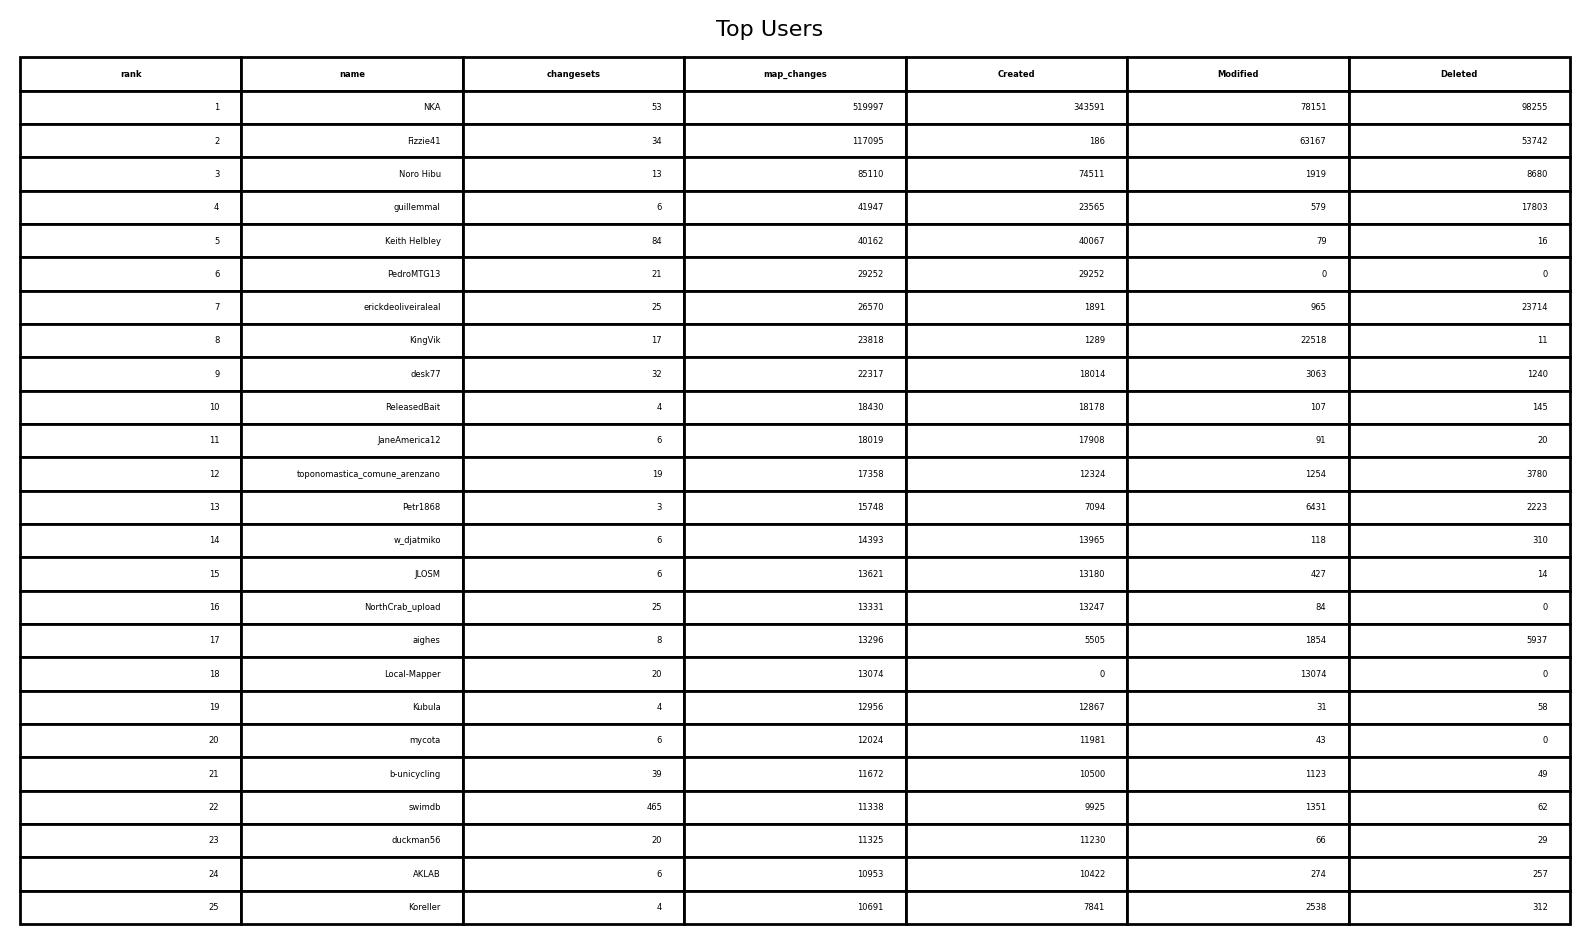 Top Users
rank name changesets map_changes Created Modified Deleted
1 NKA 53 519997 343591 78151 98255
2 Fizzie41 34 117095 186 63167 53742
3 Noro Hibu 13 85110 74511 1919 8680
4 guillemmal 6 41947 23565 579 17803
5 Keith Helbley 84 40162 40067 79 16
6 PedroMTG13 21 29252 29252 0 0
7 erickdeoliveiraleal 25 26570 1891 965 23714
8 KingVik 17 23818 1289 22518 11
9 desk77 32 22317 18014 3063 1240
10 ReleasedBait 4 18430 18178 107 145
11 JaneAmerica12 6 18019 17908 91 20
12 toponomastica_comune_arenzano 19 17358 12324 1254 3780
13 Petr1868 3 15748 7094 6431 2223
14 w_djatmiko 6 14393 13965 118 310
15 JLOSM 6 13621 13180 427 14
16 NorthCrab_upload 25 13331 13247 84 0
17 aighes 8 13296 5505 1854 5937
18 Local-Mapper 20 13074 0 13074 0
19 Kubula 4 12956 12867 31 58
20 mycota 6 12024 11981 43 0
21 b-unicycling 39 11672 10500 1123 49
22 swimdb 465 11338 9925 1351 62
23 duckman56 20 11325 11230 66 29
24 AKLAB 6 10953 10422 274 257
25 Koreller 4 10691 7841 2538 312